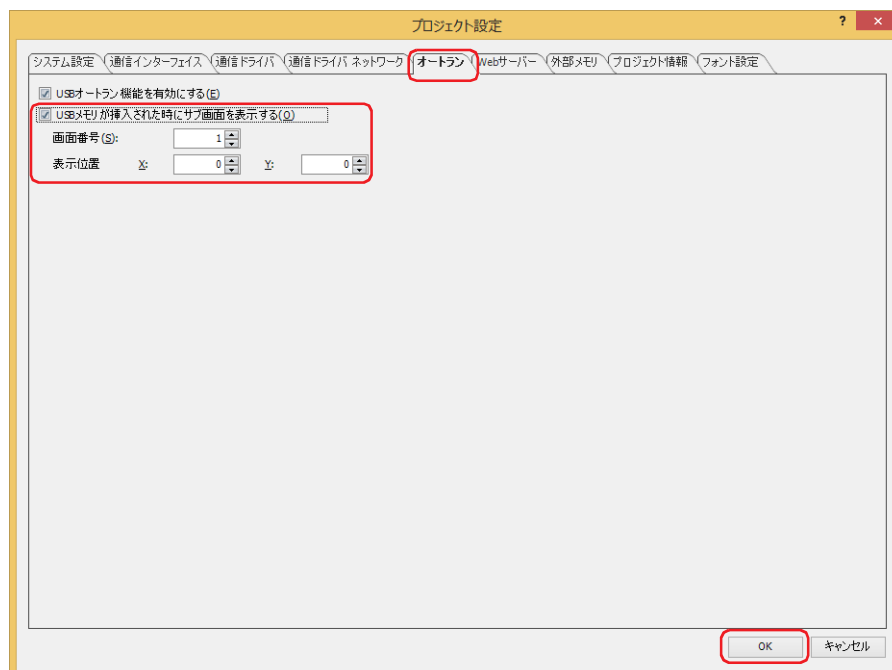 プロジェクト設定
?
×
システム設定 通信インターフェイス 通信ドライバ 通信ドライバ ネットワーク オートラン Webサーバー 外部メモリ プロジェクト情報 フォント設定
USBオートラン機能を有効にする(E)
USBメモリが挿入された時にサブ画面を表示する(O)
画面番号(S): 1
表示位置 X: 0 Y: 0
OK キャンセル